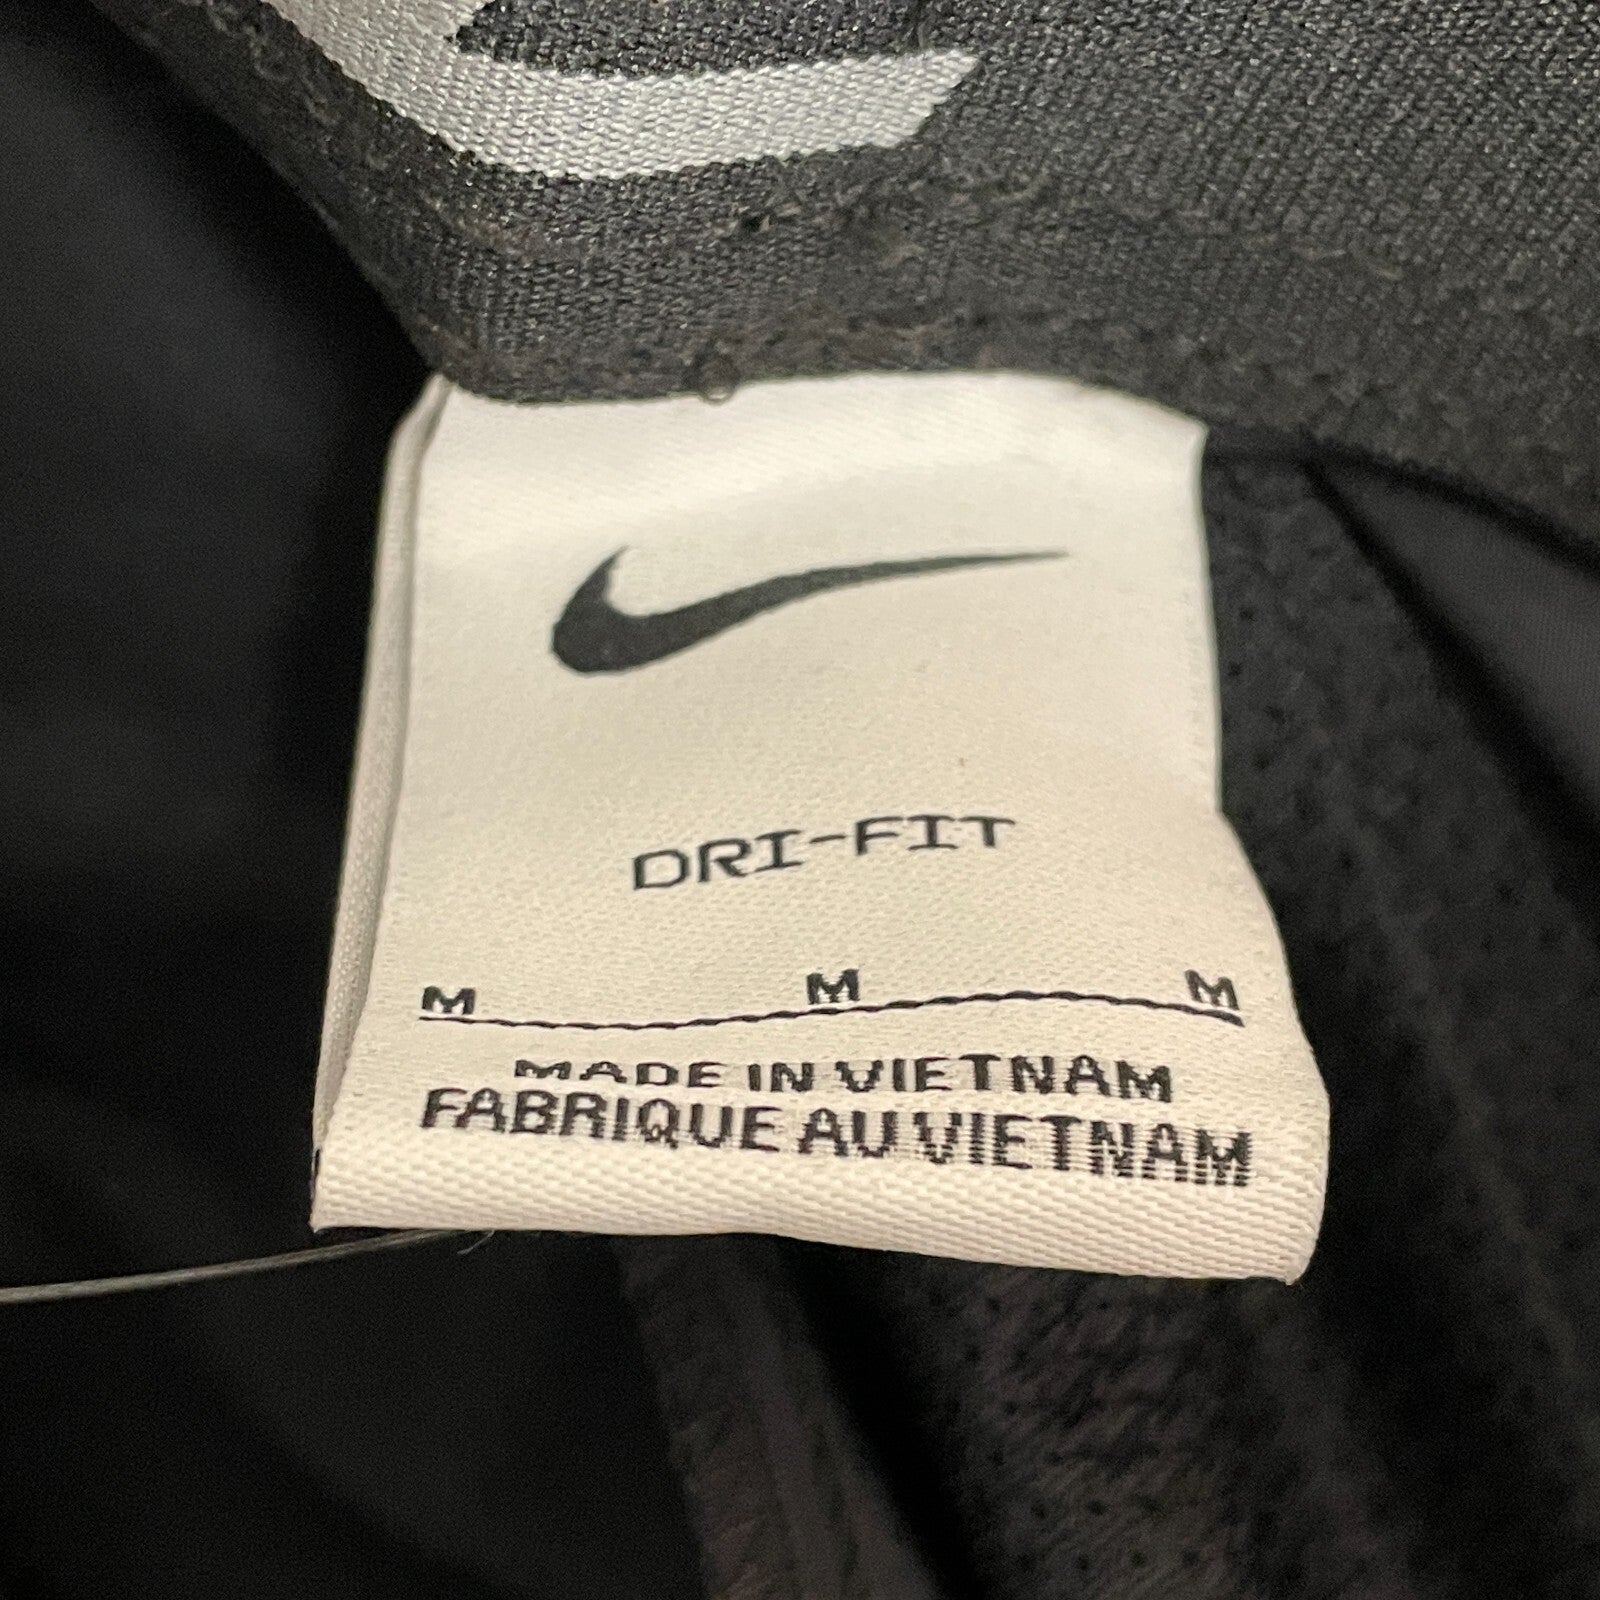 DRI-FIT
M M M
MADE IN VIETNAM
FABRIQUE AU VIETNAM